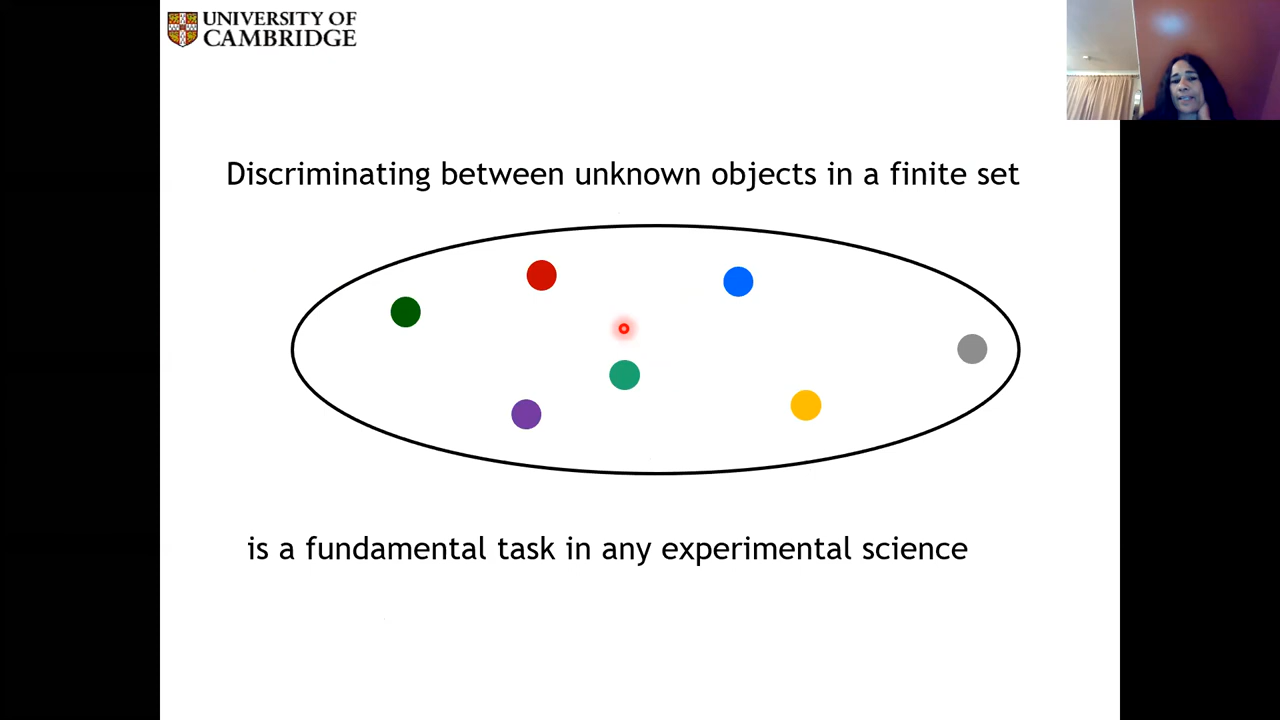 UNIVERSITY OF
CAMBRIDGE
Discriminating between unknown objects in a finite set
is a fundamental task in any experimental science